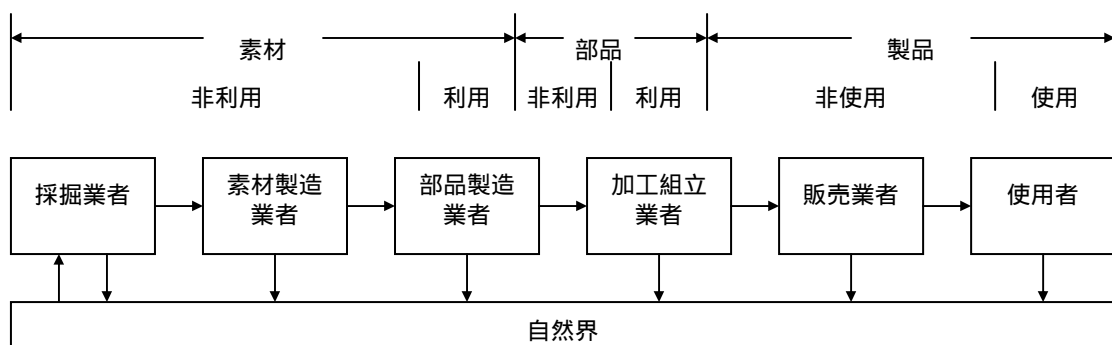 素材 部品 製品
非利用 利用 非利用 利用 非使用 使用
採掘業者
素材製造
業者
部品製造
業者
加工組立
業者
販売業者
使用者
自然界